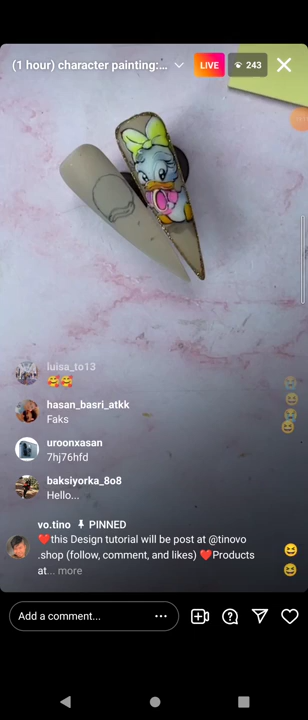 (1 hour) character painting:...
LIVE
243
luisa_to13
🥰🥰
hasan_basri_atkk
Faks
uroonxasan
7hj76hfd
baksiyorka_8o8
Hello...
vo.tino PINNED
❤️this Design tutorial will be post at @tinovo
.shop (follow, comment, and likes) ❤️Products
at... more
Add a comment...